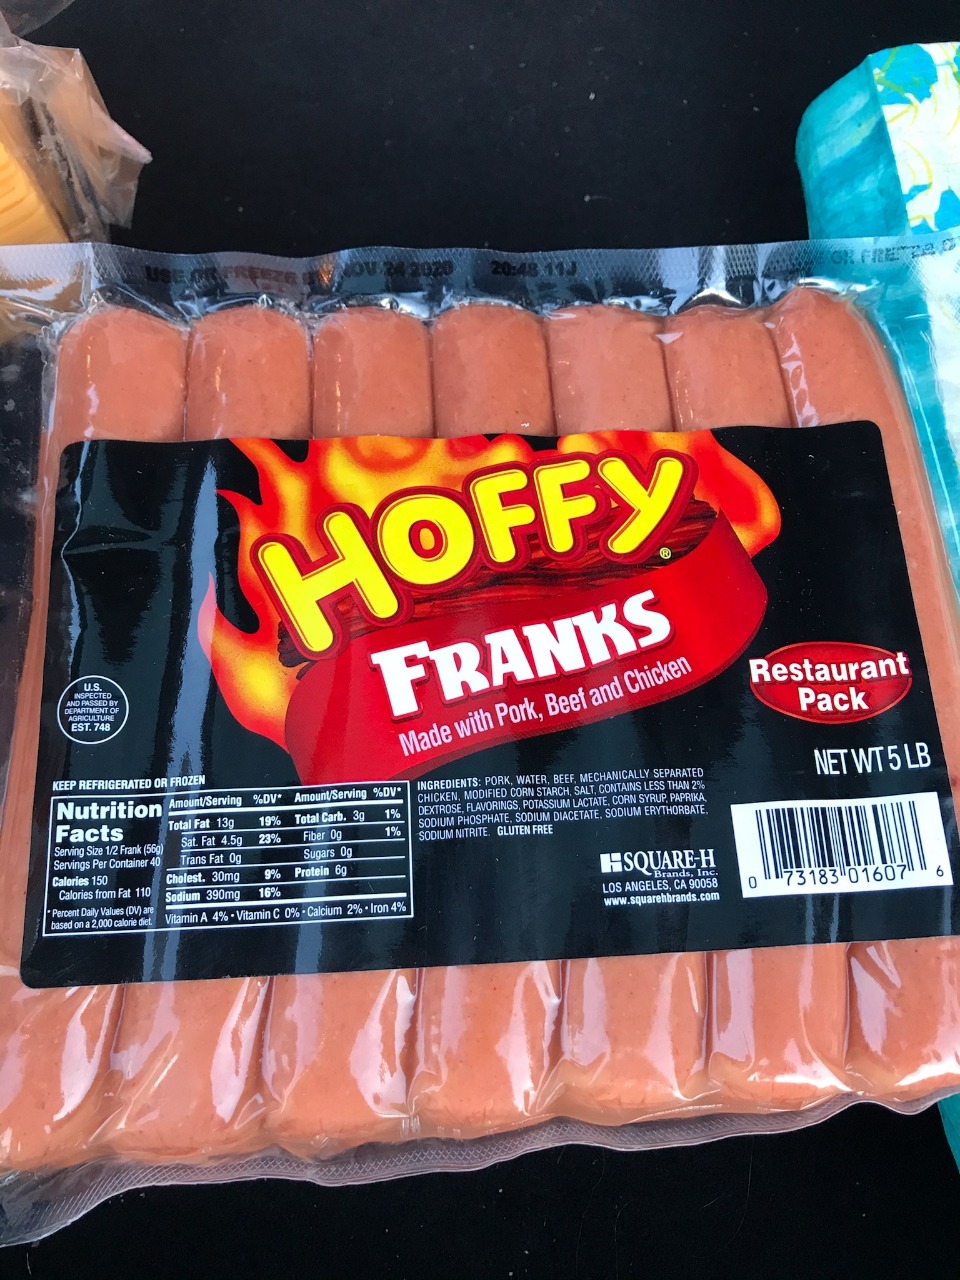 USE OR FREEZE BY NOV 24 2020 20:48 11J
OR FREEZE
HOFFY®
FRANKS
Made with Pork, Beef and Chicken
Restaurant
Pack
NET WT 5 LB
U.S.
INSPECTED
AND PASSED BY
DEPARTMENT OF
AGRICULTURE
EST. 748
KEEP REFRIGERATED OR FROZEN
Nutrition
Facts
Serving Size 1/2 Frank (56g)
Servings Per Container 40
Calories 150
Calories from Fat 110
* Percent Daily Values (DV) are
based on a 2,000 calorie diet.
Amount/Serving %DV* Amount/Serving %DV*
Total Fat 13g 19% Total Carb. 3g 1%
Sat. Fat 4.5g 23% Fiber 0g 1%
Trans Fat 0g Sugars 0g
Cholest. 30mg 9% Protein 6g
Sodium 390mg 16%
Vitamin A 4% • Vitamin C 0% • Calcium 2% • Iron 4%
INGREDIENTS: PORK, WATER, BEEF, MECHANICALLY SEPARATED
CHICKEN, MODIFIED CORN STARCH, SALT, CONTAINS LESS THAN 2%
DEXTROSE, FLAVORINGS, POTASSIUM LACTATE, CORN SYRUP, PAPRIKA,
SODIUM PHOSPHATE, SODIUM DIACETATE, SODIUM ERYTHORBATE,
SODIUM NITRITE. GLUTEN FREE
SQUARE-H
Brands, Inc.
LOS ANGELES, CA 90058
www.squarehbrands.com
0 73183 01607 6